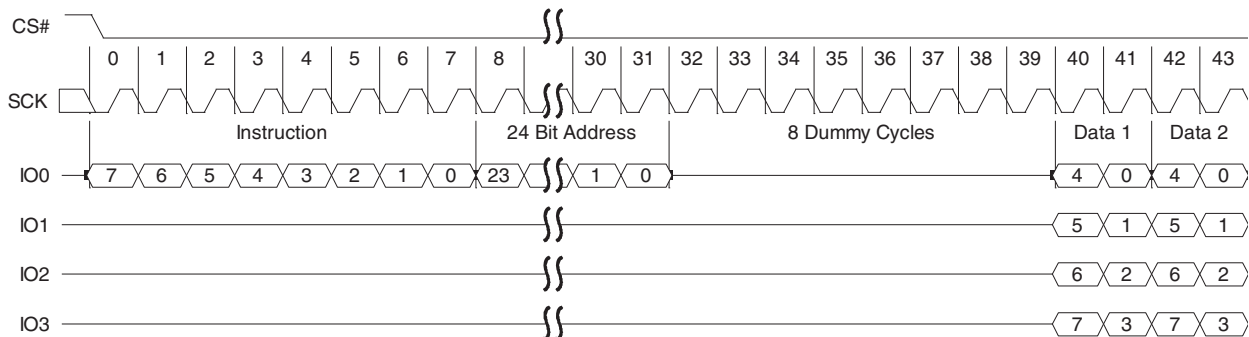 CS#
0 1 2 3 4 5 6 7 8 30 31 32 33 34 35 36 37 38 39 40 41 42 43
SCK
Instruction 24 Bit Address 8 Dummy Cycles Data 1 Data 2
IO0 7 6 5 4 3 2 1 0 23 1 0 4 0 4 0
IO1 5 1 5 1
IO2 6 2 6 2
IO3 7 3 7 3